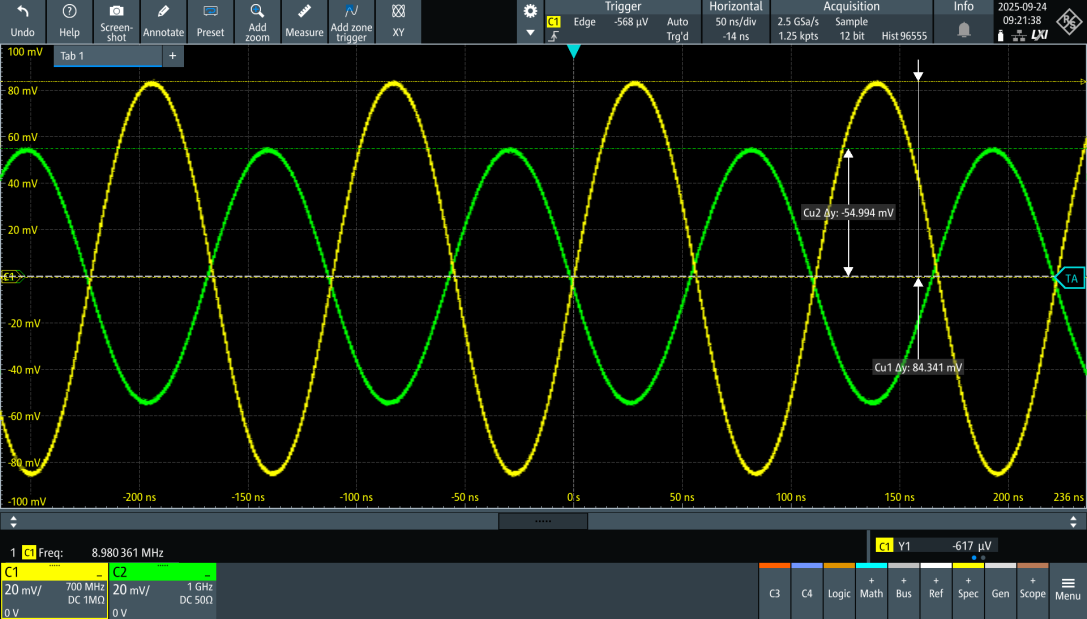 Undo
Help
Screen-
shot
Annotate
Preset
Add
zoom
Measure
Add zone
trigger
XY
Trigger
C1 Edge -568 µV Auto
Trg'd
Horizontal
50 ns/div
-14 ns
Acquisition
2.5 GSa/s Sample
1.25 kpts 12 bit Hist 96555
Info
2025-09-24
09:21:38
LXI
R&S
Tab 1 +
100 mV
80 mV
60 mV
40 mV
20 mV
C1
-20 mV
-40 mV
-60 mV
-80 mV
-100 mV
Cu2 Δy: -54.994 mV
TA
Cu1 Δy: 84.341 mV
-200 ns -150 ns -100 ns -50 ns 0 s 50 ns 100 ns 150 ns 200 ns 236 ns
1 C1 Freq: 8.980 361 MHz
C1 Y1 -617 µV
C1
20 mV/ 700 MHz
DC 1MΩ
0 V
C2
20 mV/ 1 GHz
DC 50Ω
0 V
C3
C4
Logic
+ Math
+ Bus
+ Ref
+ Spec
Gen
+ Scope
Menu